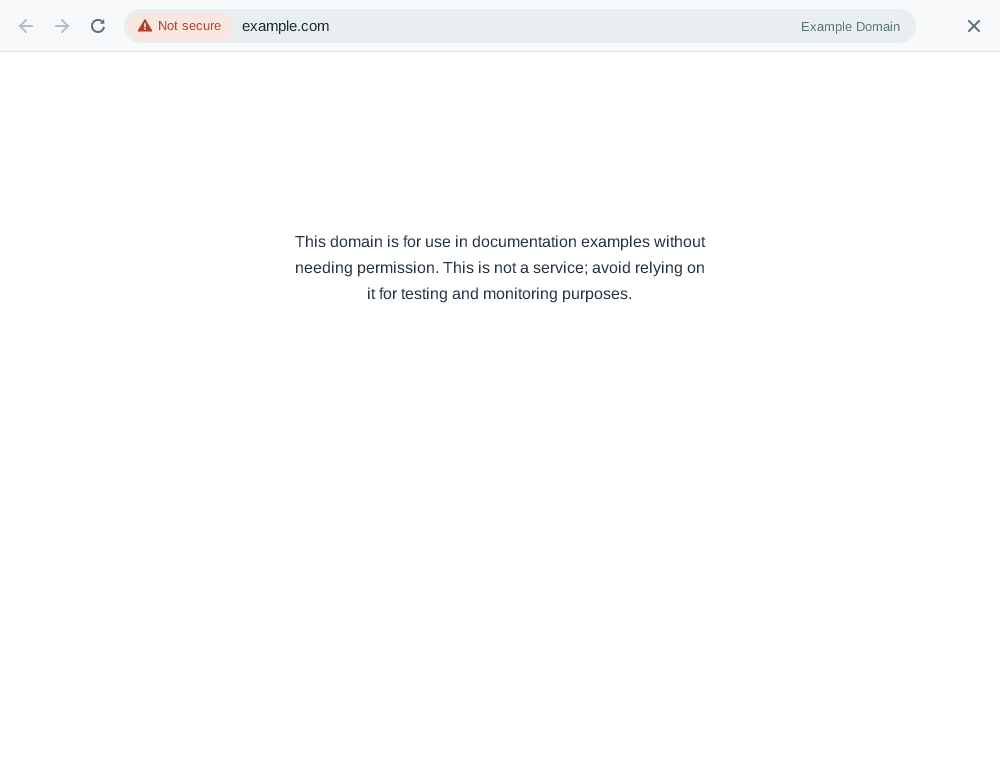 Not secure example.com Example Domain
This domain is for use in documentation examples without
needing permission. This is not a service; avoid relying on
it for testing and monitoring purposes.